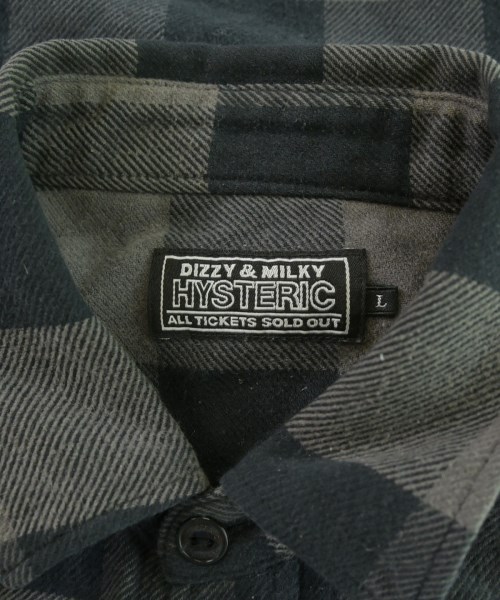 DIZZY & MILKY
HYSTERIC
ALL TICKETS SOLD OUT
L